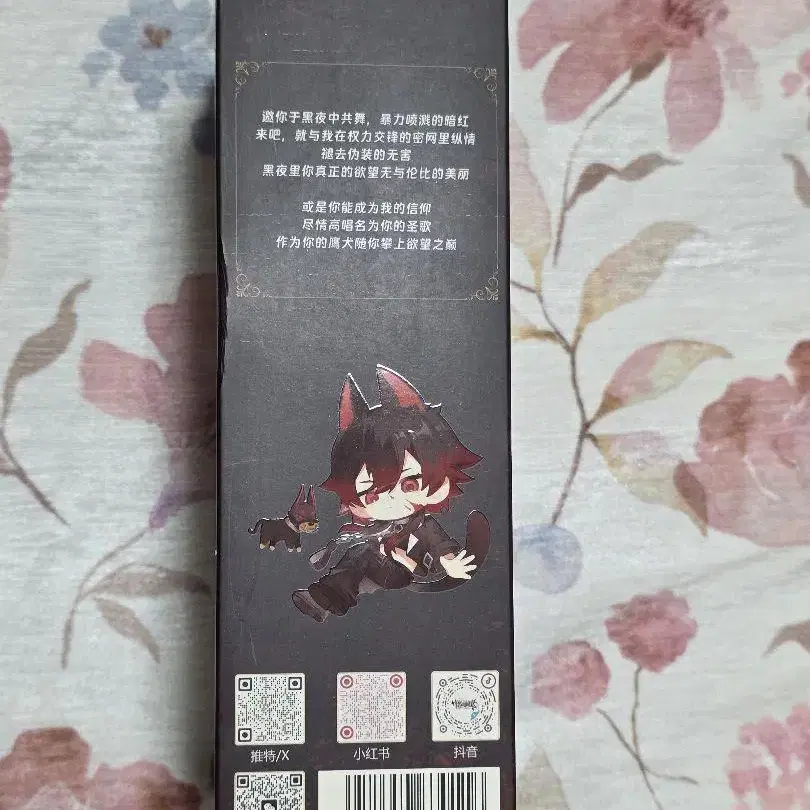 邀你于黑夜中共舞，暴力喷溅的暗红
来吧，就与我在权力交锋的密网里纵情
褪去伪装的无害
黑夜里你真正的欲望无与伦比的美丽
或是你能成为我的信仰
尽情高唱名为你的圣歌
作为你的鹰犬随你攀上欲望之巅
推特/X
小红书
抖音